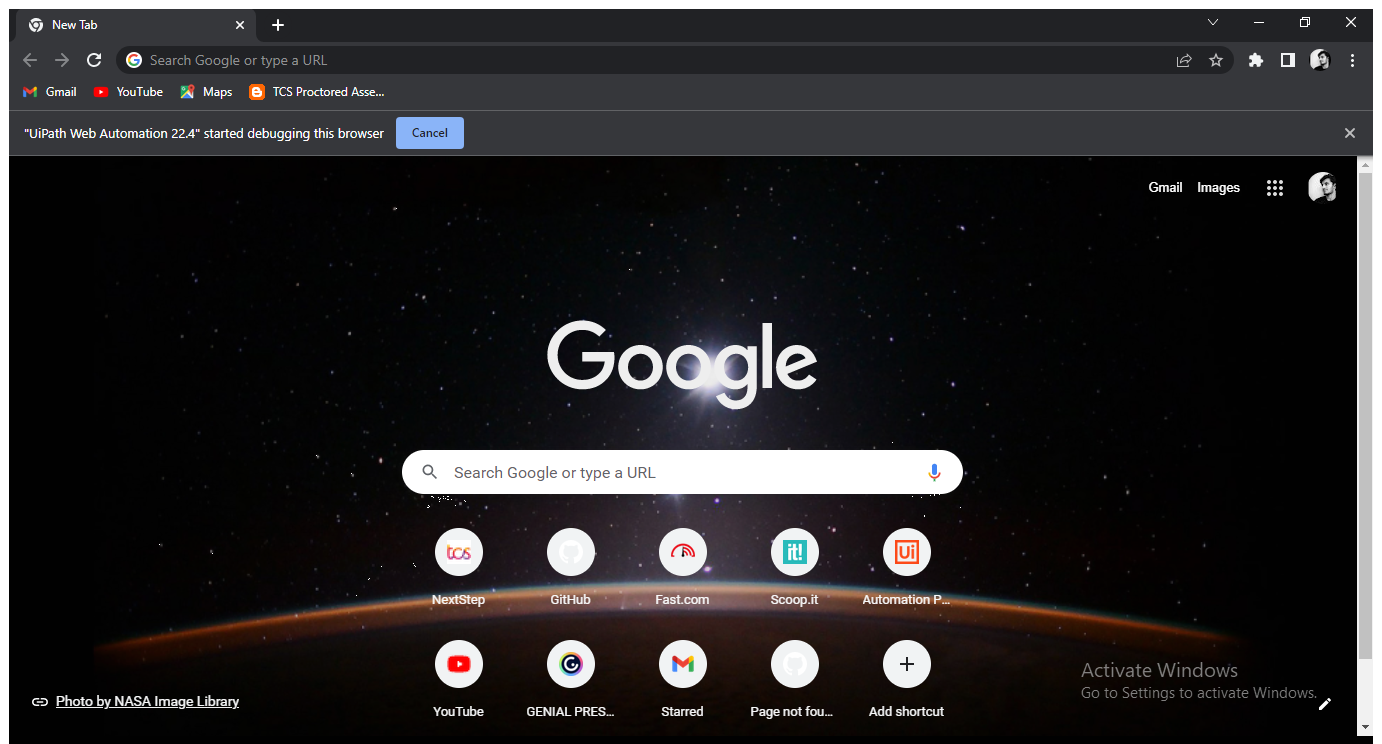 New Tab
Search Google or type a URL
Gmail YouTube Maps TCS Proctored Asse...
"UiPath Web Automation 22.4" started debugging this browser Cancel
Gmail Images
Google
Search Google or type a URL
tcs it! Ui
NextStep GitHub Fast.com Scoop.it Automation P...
YouTube GENIAL PRES... Starred Page not fou... Add shortcut
Activate Windows
Go to Settings to activate Windows.
Photo by NASA Image Library